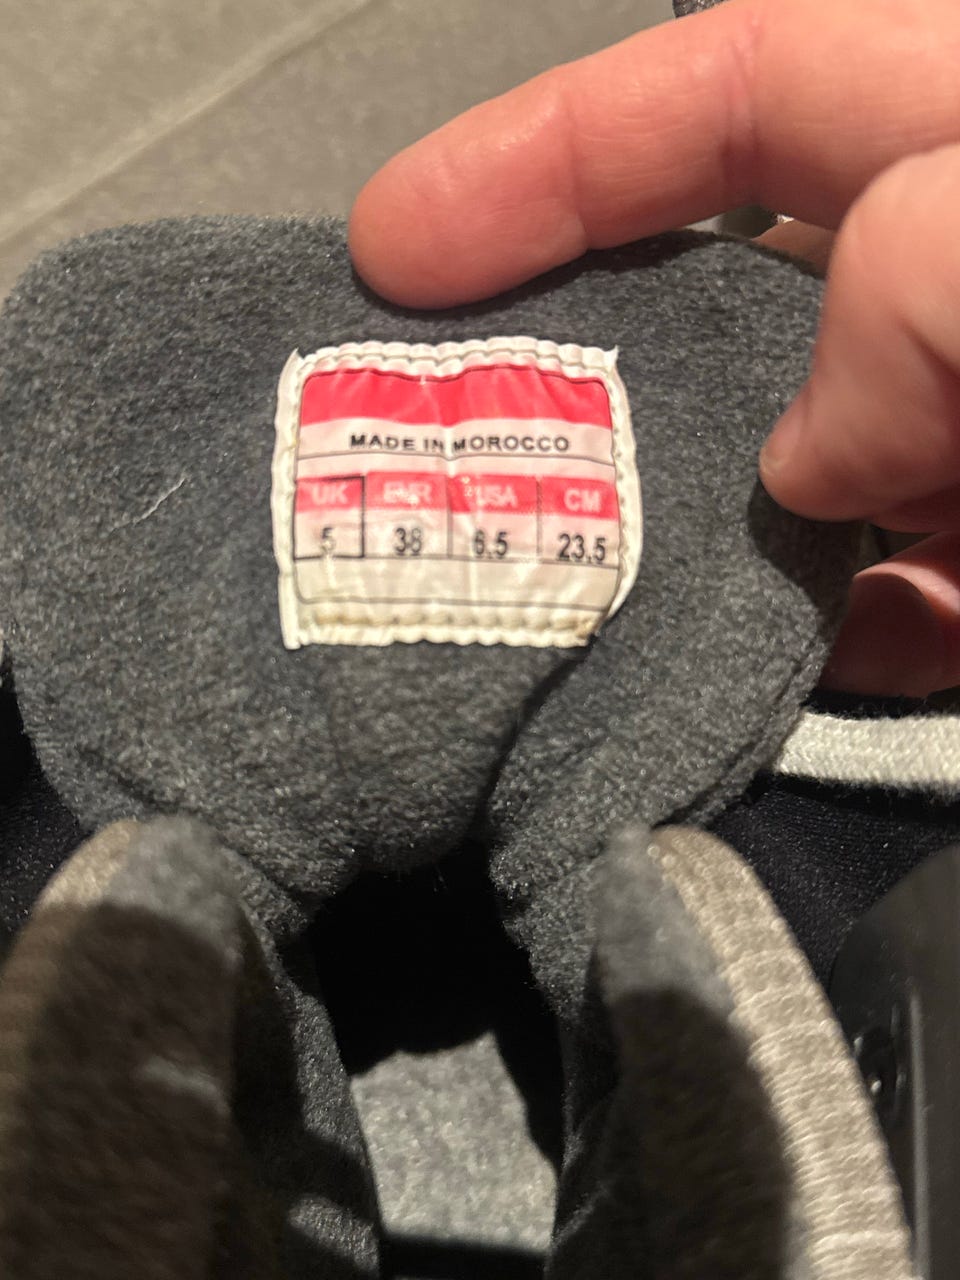 MADE IN MOROCCO
UK EUR USA CM
5 38 6.5 23.5